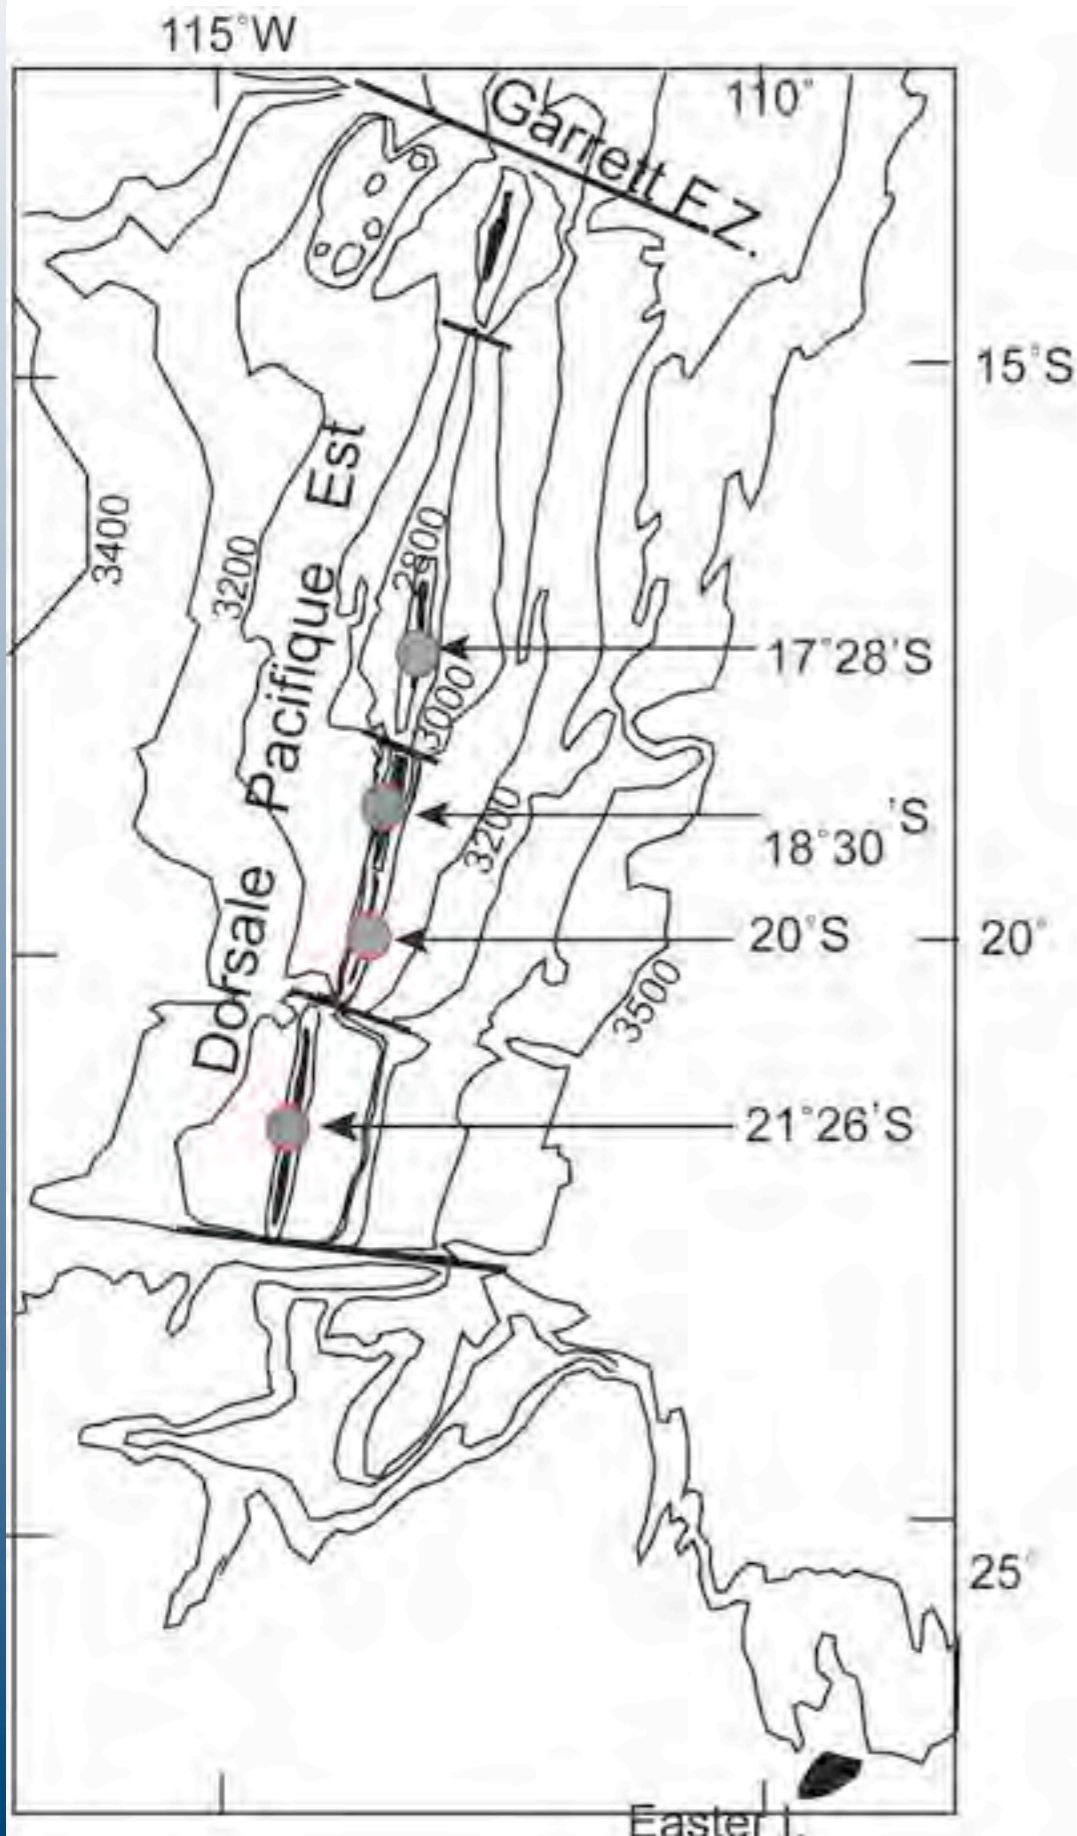 115°W
110°
Garrett F.Z.
15°S
Dorsale Pacifique Est
3400
3200
2800
17°28'S
3000
18°30'S
3200
20°S
20°
3500
21°26'S
25°
Easter I.